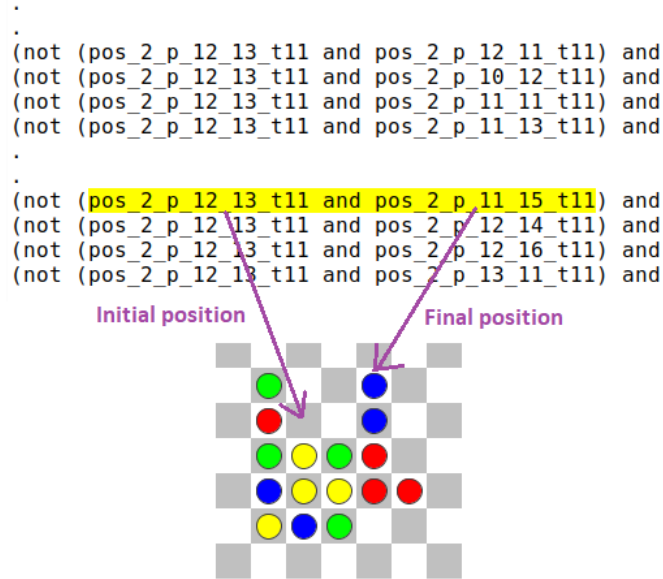 .
.
(not (pos_2_p_12_13_t11 and pos_2_p_12_11_t11) and
(not (pos_2_p_12_13_t11 and pos_2_p_10_12_t11) and
(not (pos_2_p_12_13_t11 and pos_2_p_11_11_t11) and
(not (pos_2_p_12_13_t11 and pos_2_p_11_13_t11) and
.
.
(not (pos_2_p_12_13_t11 and pos_2_p_11_15_t11) and
(not (pos_2_p_12_13_t11 and pos_2_p_12_14_t11) and
(not (pos_2_p_12_13_t11 and pos_2_p_12_16_t11) and
(not (pos_2_p_12_13_t11 and pos_2_p_13_11_t11) and
Initial position
Final position